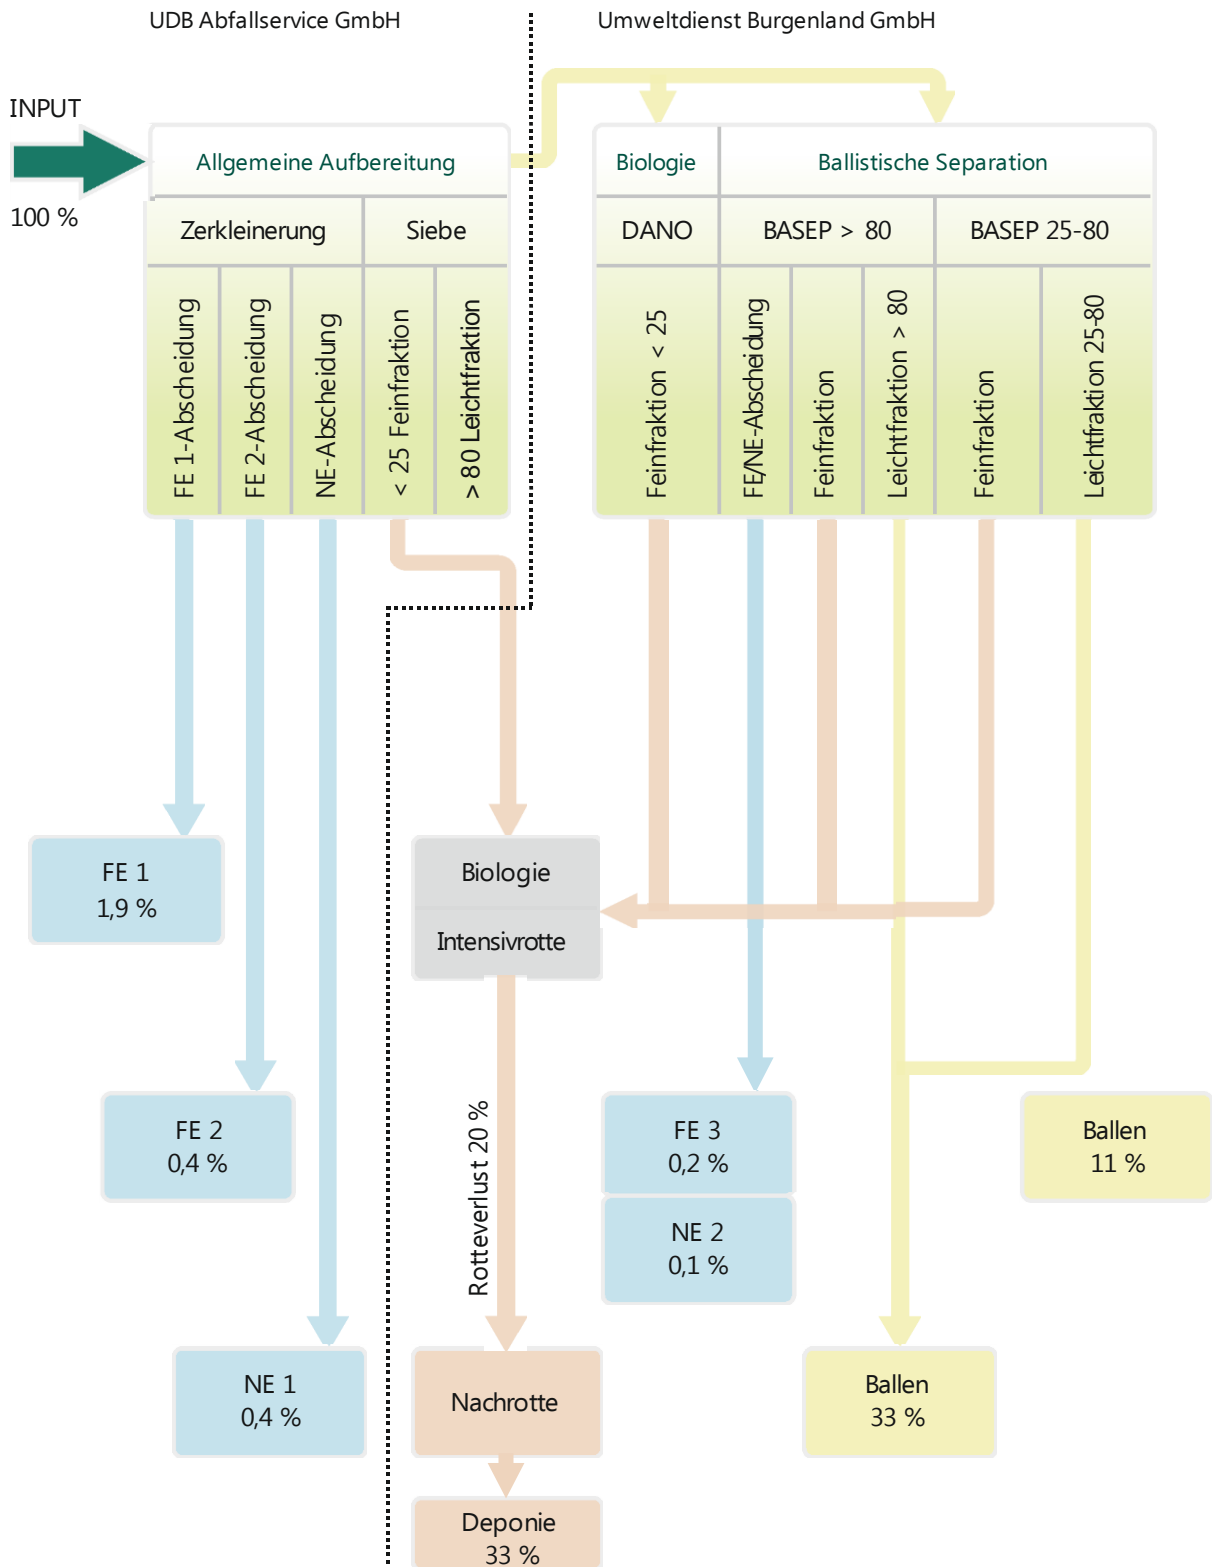 UDB Abfallservice GmbH
Umweltdienst Burgenland GmbH
INPUT
100 %
Allgemeine Aufbereitung
Zerkleinerung
Siebe
FE 1-Abscheidung
FE 2-Abscheidung
NE-Abscheidung
< 25 Feinfraktion
> 80 Leichtfraktion
Biologie
Ballistische Separation
DANO
BASEP > 80
BASEP 25-80
Feinfraktion < 25
FE/NE-Abscheidung
Feinfraktion
Leichtfraktion > 80
Feinfraktion
Leichtfraktion 25-80
FE 1
1,9 %
Biologie
Intensivrotte
FE 2
0,4 %
Rotteverlust 20 %
FE 3
0,2 %
NE 2
0,1 %
Ballen
11 %
NE 1
0,4 %
Nachrotte
Ballen
33 %
Deponie
33 %